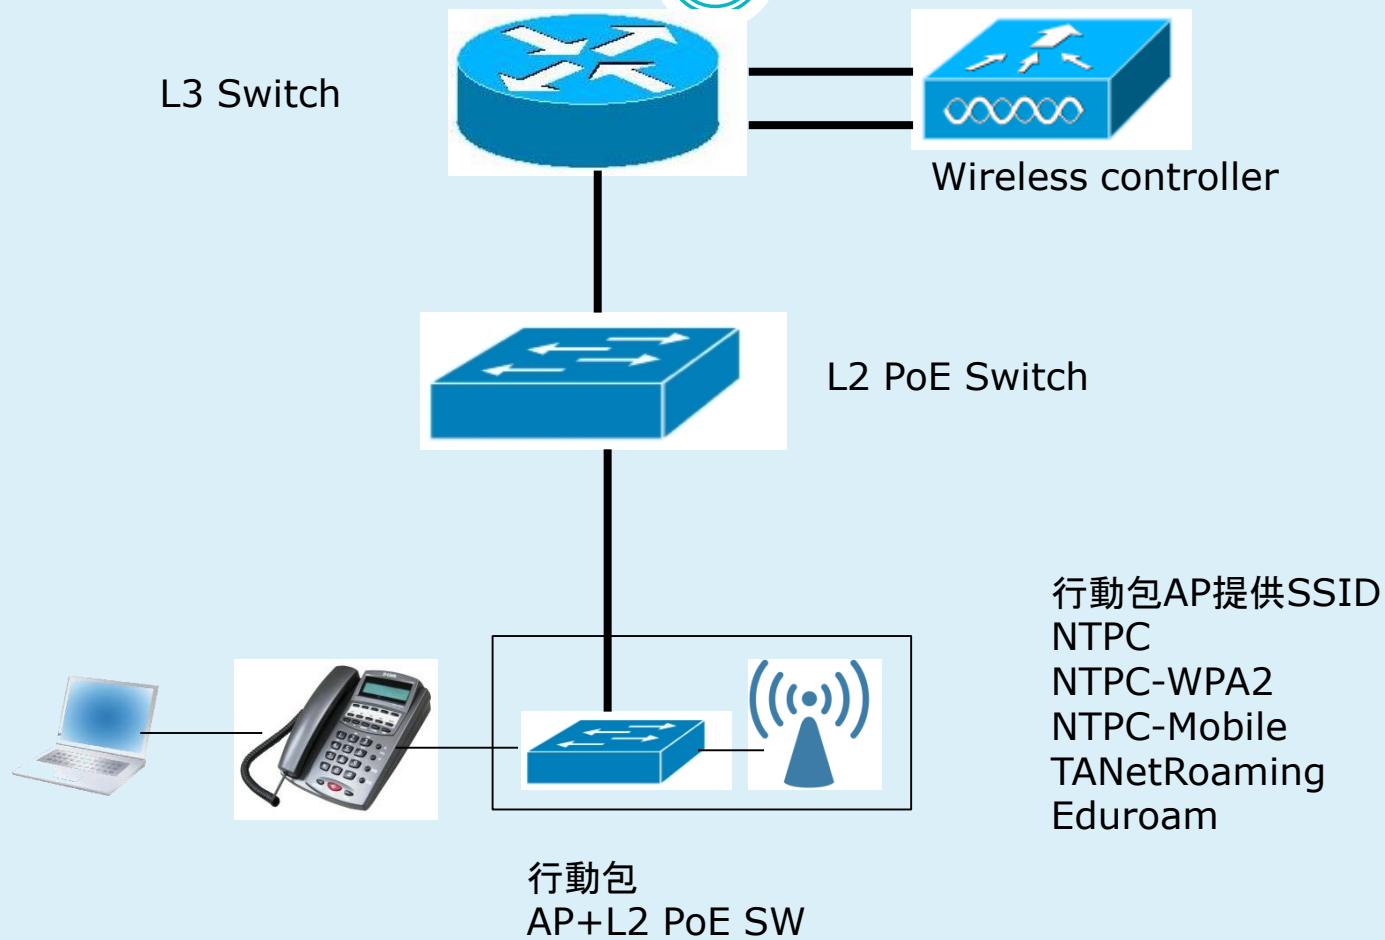 L3 Switch
Wireless controller
L2 PoE Switch
行動包AP提供SSID
NTPC
NTPC-WPA2
NTPC-Mobile
TANetRoaming
Eduroam
行動包
AP+L2 PoE SW